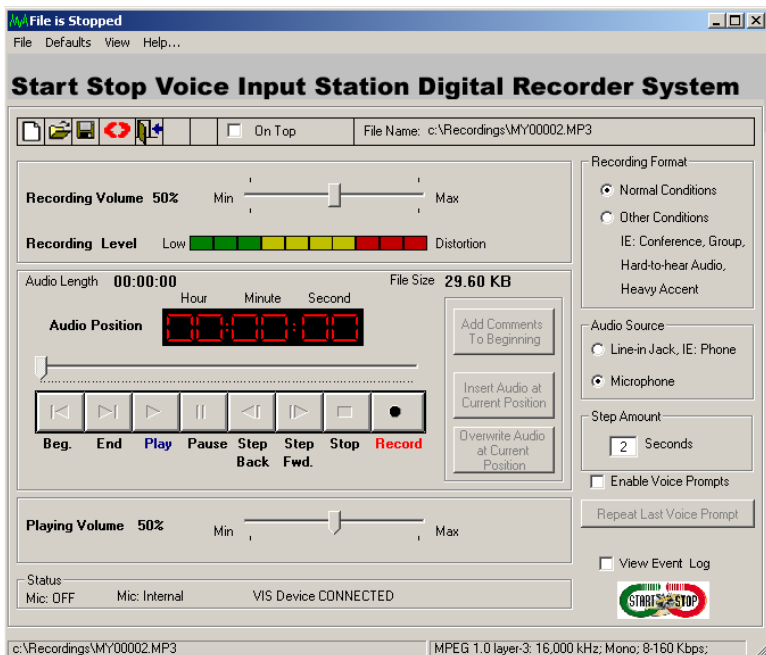 File is Stopped
File Defaults View Help...
Start Stop Voice Input Station Digital Recorder System
On Top File Name: c:\Recordings\MY00002.MP3
Recording Volume 50% Min Max
Recording Level Low Distortion
Audio Length 00:00:00 File Size 29.60 KB
Hour Minute Second
Audio Position 00:00:00
Add Comments
To Beginning
Insert Audio at
Current Position
Overwrite Audio
at Current
Position
Beg. End Play Pause Step Back Step Fwd. Stop Record
Playing Volume 50% Min Max
Status
Mic: OFF Mic: Internal VIS Device CONNECTED
Recording Format
Normal Conditions
Other Conditions
IE: Conference, Group,
Hard-to-hear Audio,
Heavy Accent
Audio Source
Line-in Jack, IE: Phone
Microphone
Step Amount
2 Seconds
Enable Voice Prompts
Repeat Last Voice Prompt
View Event Log
START STOP
c:\Recordings\MY00002.MP3 MPEG 1.0 layer-3: 16,000 kHz; Mono; 8-160 Kbps;